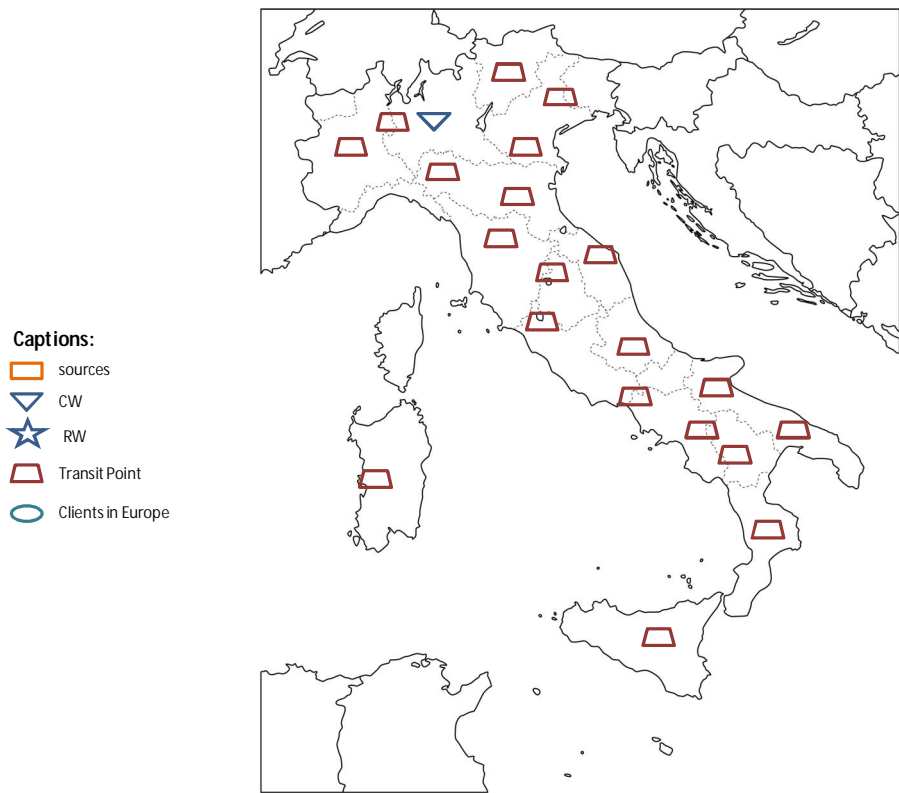 Captions:
sources
CW
RW
Transit Point
Clients in Europe